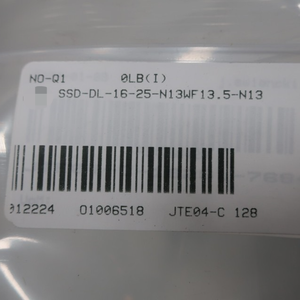 NO-Q1 0LB(I)
SSD-DL-16-25-N13WF13.5-N13
012224 01006518 JTE04-C 128